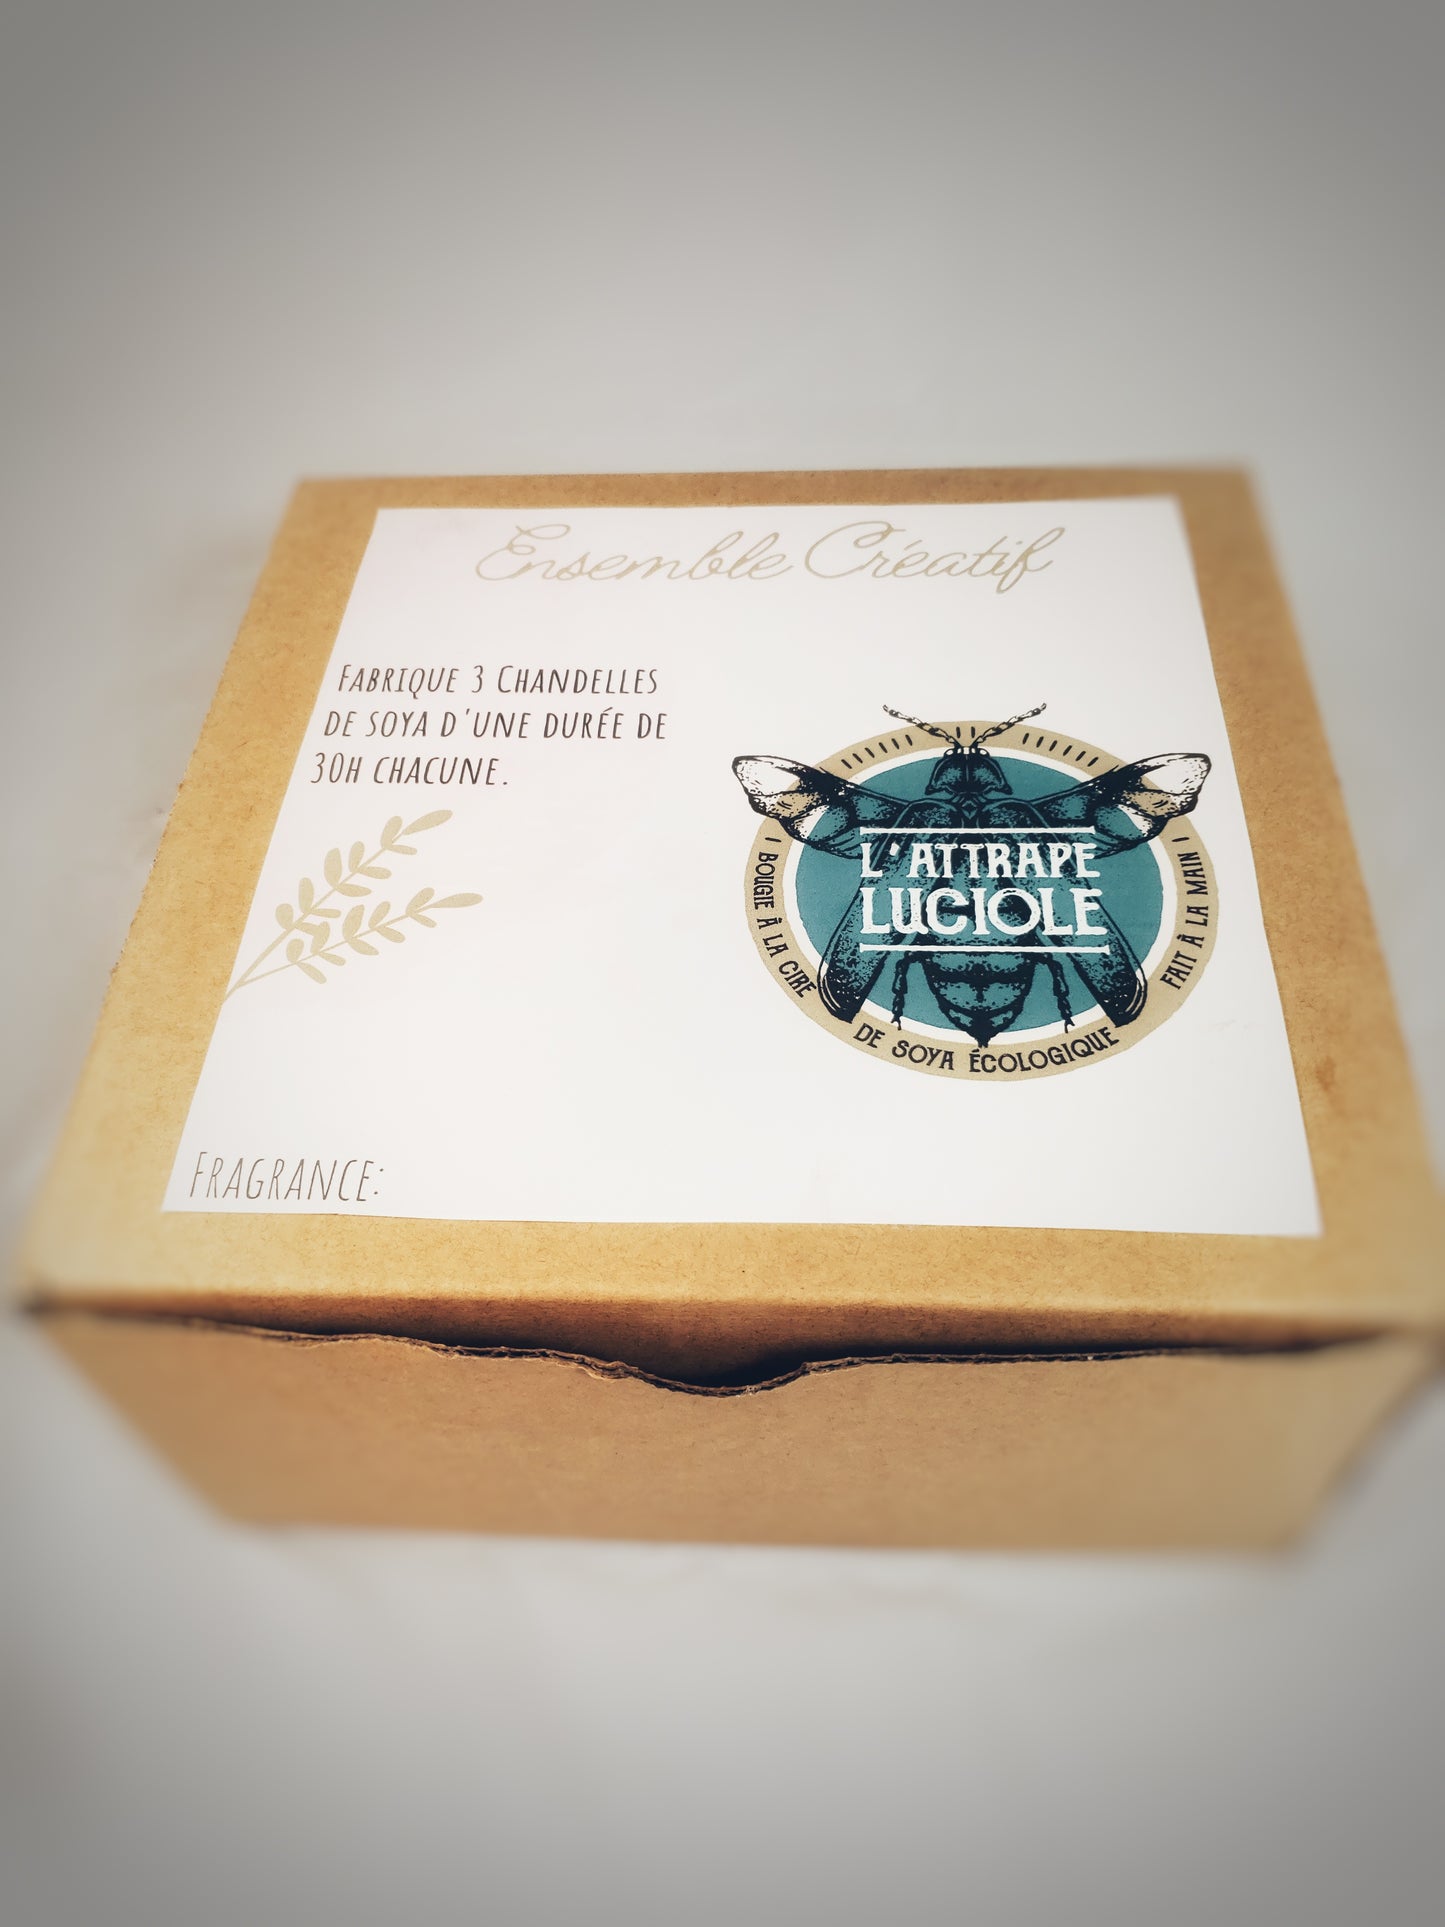 Ensemble Créatif
Fabrique 3 Chandelles
de soya d'une durée de
30h chacune.
L'ATTRAPE
LUCIOLE
BOUGIE À LA CIRE
DE SOYA ÉCOLOGIQUE
FAIT À LA MAIN
Fragrance: